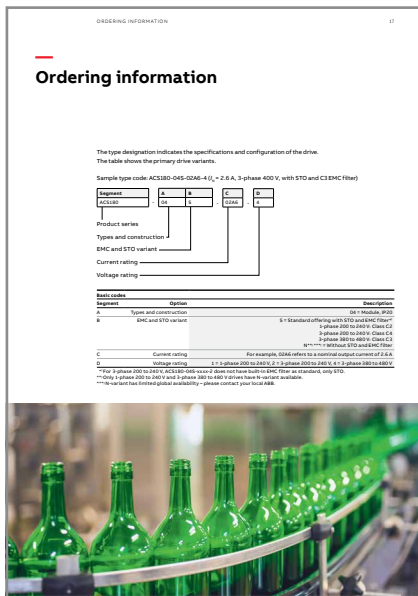 ORDERING INFORMATION 17
Ordering information
The type designation indicates the specifications and configuration of the drive.
The table shows the primary drive variants.
Sample type code: ACS180-04S-02A6-4 (I = 2.6 A, 3-phase 400 V, with STO and C3 EMC filter)
Segment A B C D
ACS180 - 04 S - 02A6 - 4
Product series
Types and construction
EMC and STO variant
Current rating
Voltage rating
Basic codes
Segment Option Description
A Types and construction 04 = Module, IP20
B EMC and STO variant S = Standard offering with STO and EMC filter*)
1-phase 200 to 240 V: Class C2
3-phase 200 to 240 V: Class C4
3-phase 380 to 480 V: Class C3
N**) ***) = Without STO and EMC filter
C Current rating For example, 02A6 refers to a nominal output current of 2.6 A
D Voltage rating 1 = 1-phase 200 to 240 V, 2 = 3-phase 200 to 240 V, 4 = 3-phase 380 to 480 V
*) For 3-phase 200 to 240 V, ACS180-04S-xxxx-2 does not have built-in EMC filter as standard, only STO.
**) Only 1-phase 200 to 240 V and 3-phase 380 to 480 V drives have N-variant available.
***) N-variant has limited global availability – please contact your local ABB.